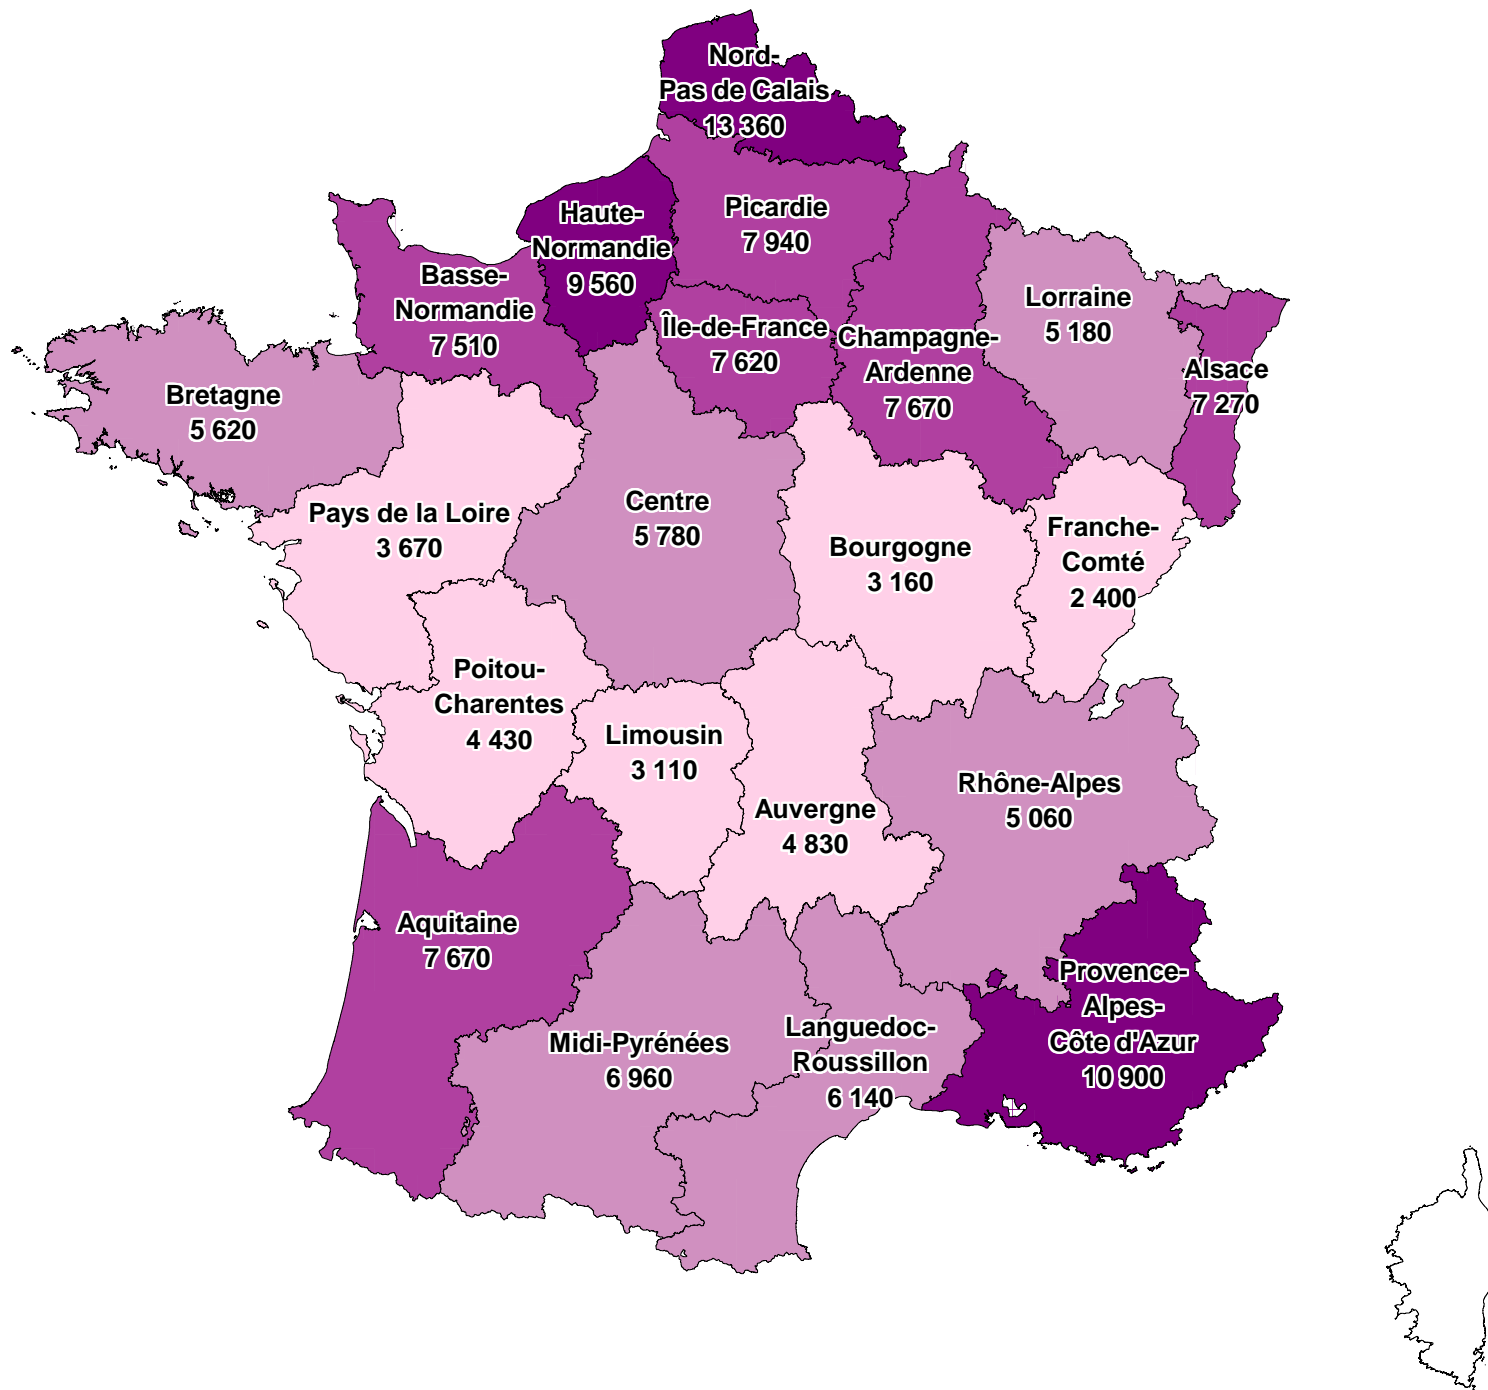 Nord-
Pas de Calais
13 360
Picardie
7 940
Haute-
Normandie
9 560
Basse-
Normandie
7 510
Île-de-France
7 620
Champagne-
Ardenne
7 670
Lorraine
5 180
Alsace
7 270
Bretagne
5 620
Pays de la Loire
3 670
Centre
5 780
Bourgogne
3 160
Franche-
Comté
2 400
Poitou-
Charentes
4 430
Limousin
3 110
Auvergne
4 830
Rhône-Alpes
5 060
Aquitaine
7 670
Midi-Pyrénées
6 960
Languedoc-
Roussillon
6 140
Provence-
Alpes-
Côte d'Azur
10 900